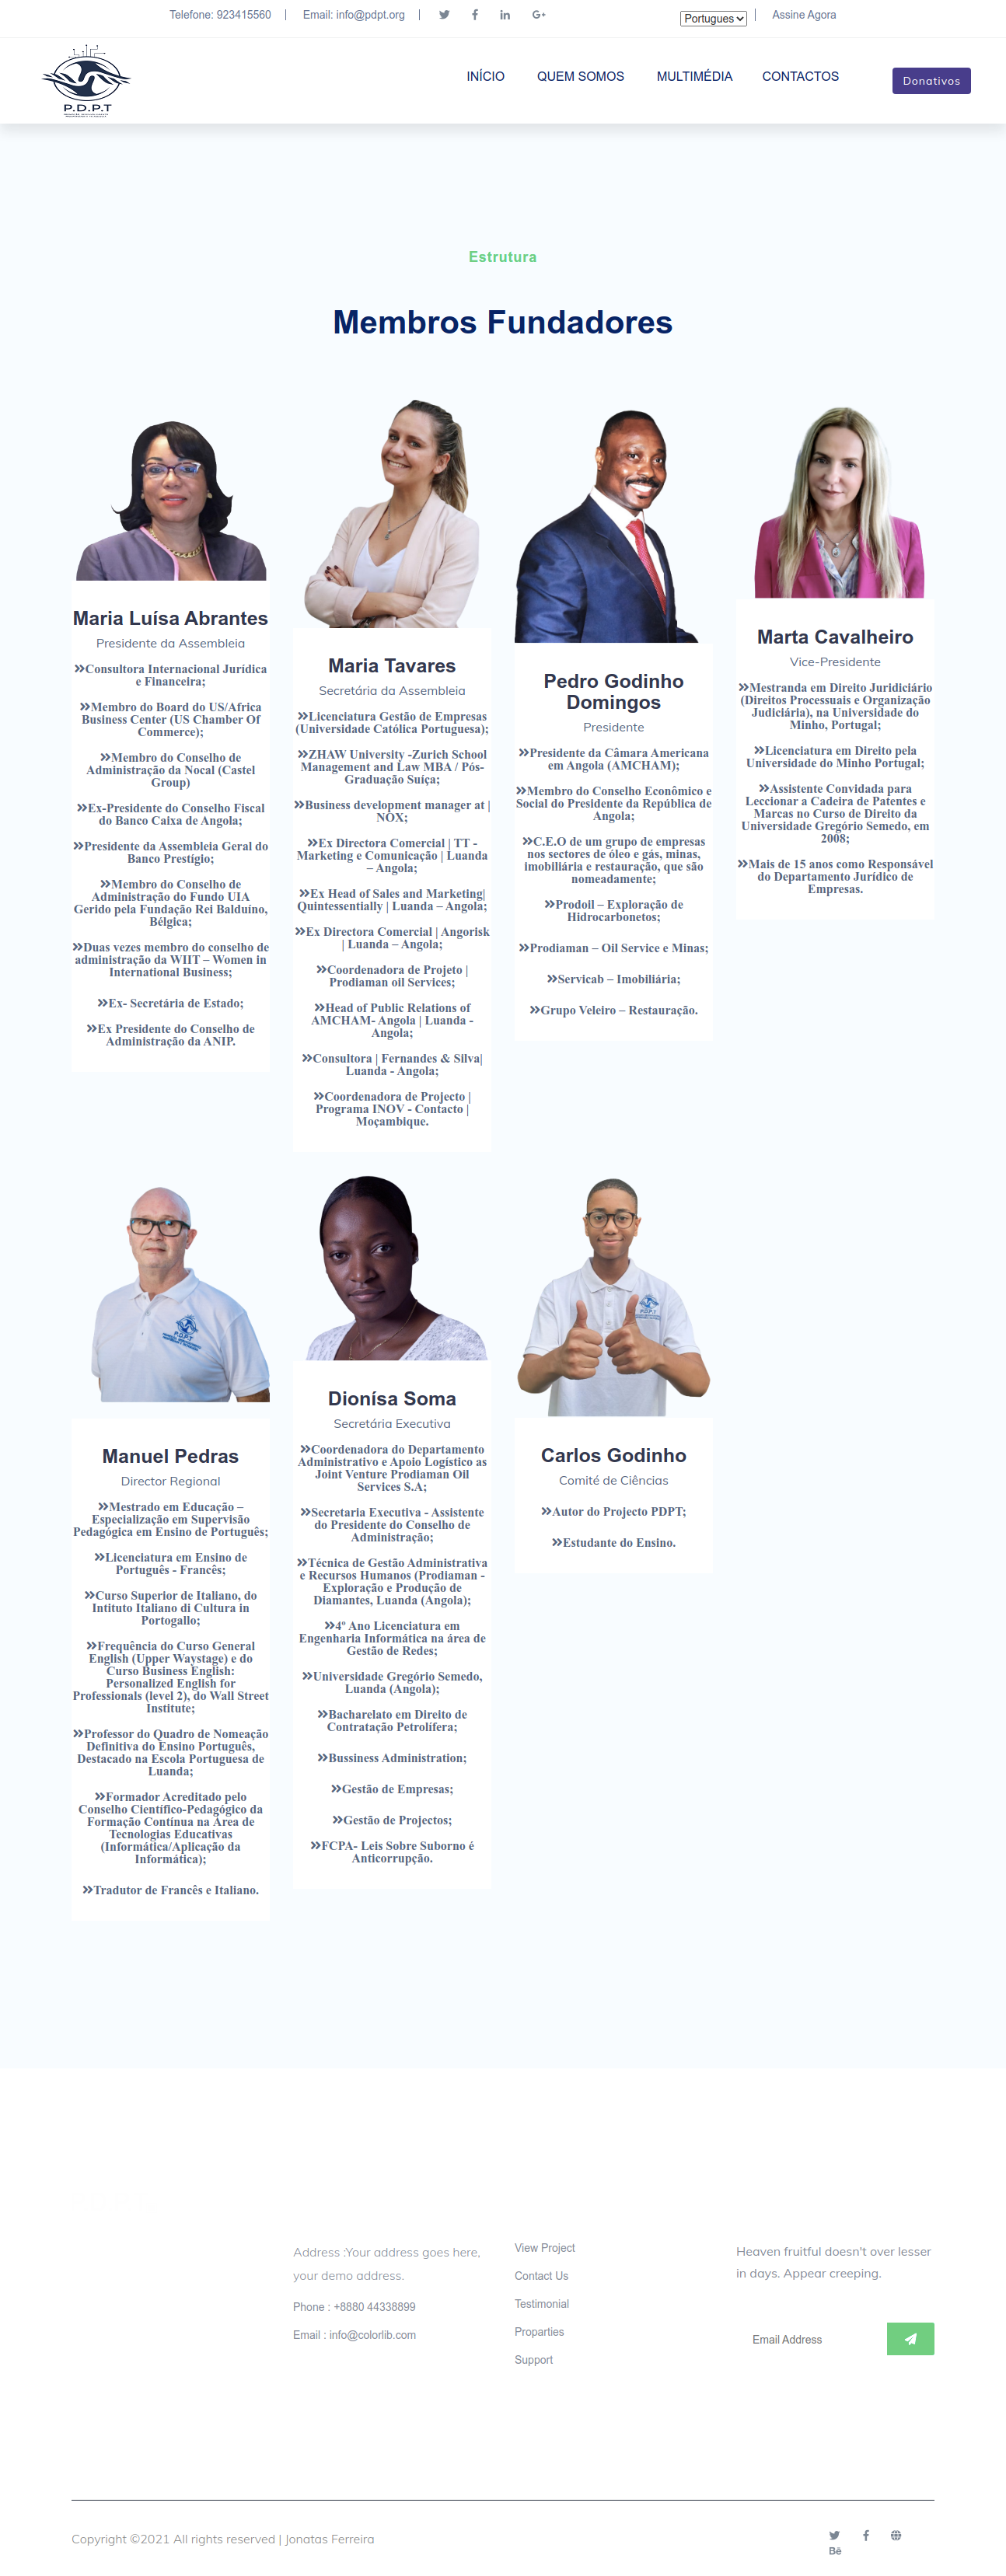 Telefone: 923415560 | Email: info@pdpt.org | Portugues | Assine Agora
P.D.P.T
INÍCIO QUEM SOMOS MULTIMÉDIA CONTACTOS Donativos
Estrutura
Membros Fundadores
Maria Luísa Abrantes
Presidente da Assembleia
Consultora Internacional Jurídica
e Financeira;
Membro do Board do US/Africa
Business Center (US Chamber Of
Commerce);
Membro do Conselho de
Administração da Nocal (Castel
Group)
Ex-Presidente do Conselho Fiscal
do Banco Caixa de Angola;
Presidente da Assembleia Geral do
Banco Prestígio;
Membro do Conselho de
Administração do Fundo UIA
Gerido pela Fundação Rei Balduíno,
Bélgica;
Duas vezes membro do conselho de
administração da WIIT – Women in
International Business;
Ex- Secretária de Estado;
Ex Presidente do Conselho de
Administração da ANIP.
Maria Tavares
Secretária da Assembleia
Licenciatura Gestão de Empresas
(Universidade Católica Portuguesa);
ZHAW University -Zurich School
Management and Law MBA / Pós-
Graduação Suíça;
Business development manager at |
NOX;
Ex Directora Comercial | TT -
Marketing e Comunicação | Luanda
– Angola;
Ex Head of Sales and Marketing|
Quintessentially | Luanda – Angola;
Ex Directora Comercial | Angorisk
| Luanda – Angola;
Coordenadora de Projeto |
Prodiaman oil Services;
Head of Public Relations of
AMCHAM- Angola | Luanda -
Angola;
Consultora | Fernandes & Silva|
Luanda - Angola;
Coordenadora de Projecto |
Programa INOV - Contacto |
Moçambique.
Pedro Godinho
Domingos
Presidente
Presidente da Câmara Americana
em Angola (AMCHAM);
Membro do Conselho Econômico e
Social do Presidente da República de
Angola;
C.E.O de um grupo de empresas
nos sectores de óleo e gás, minas,
imobiliária e restauração, que são
nomeadamente;
Prodoil – Exploração de
Hidrocarbonetos;
Prodiaman – Oil Service e Minas;
Servicab – Imobiliária;
Grupo Veleiro – Restauração.
Marta Cavalheiro
Vice-Presidente
Mestranda em Direito Juridiciário
(Direitos Processuais e Organização
Judiciária), na Universidade do
Minho, Portugal;
Licenciatura em Direito pela
Universidade do Minho Portugal;
Assistente Convidada para
Leccionar a Cadeira de Patentes e
Marcas no Curso de Direito da
Universidade Gregório Semedo, em
2008;
Mais de 15 anos como Responsável
do Departamento Jurídico de
Empresas.
P.D.P.T
Manuel Pedras
Director Regional
Mestrado em Educação –
Especialização em Supervisão
Pedagógica em Ensino de Português;
Licenciatura em Ensino de
Português - Francês;
Curso Superior de Italiano, do
Intituto Italiano di Cultura in
Portogallo;
Frequência do Curso General
English (Upper Waystage) e do
Curso Business English:
Personalized English for
Professionals (level 2), do Wall Street
Institute;
Professor do Quadro de Nomeação
Definitiva do Ensino Português,
Destacado na Escola Portuguesa de
Luanda;
Formador Acreditado pelo
Conselho Científico-Pedagógico da
Formação Contínua na Área de
Tecnologias Educativas
(Informática/Aplicação da
Informática);
Tradutor de Francês e Italiano.
Dionísa Soma
Secretária Executiva
Coordenadora do Departamento
Administrativo e Apoio Logístico as
Joint Venture Prodiaman Oil
Services S.A;
Secretaria Executiva - Assistente
do Presidente do Conselho de
Administração;
Técnica de Gestão Administrativa
e Recursos Humanos (Prodiaman -
Exploração e Produção de
Diamantes, Luanda (Angola);
4º Ano Licenciatura em
Engenharia Informática na área de
Gestão de Redes;
Universidade Gregório Semedo,
Luanda (Angola);
Bacharelato em Direito de
Contratação Petrolífera;
Bussiness Administration;
Gestão de Empresas;
Gestão de Projectos;
FCPA- Leis Sobre Suborno é
Anticorrupção.
P.D.P.T
Carlos Godinho
Comité de Ciências
Autor do Projecto PDPT;
Estudante do Ensino.
Address :Your address goes here,
your demo address.
Phone : +8880 44338899
Email : info@colorlib.com
View Project
Contact Us
Testimonial
Proparties
Support
Heaven fruitful doesn't over lesser
in days. Appear creeping.
Email Address
Copyright ©2021 All rights reserved | Jonatas Ferreira